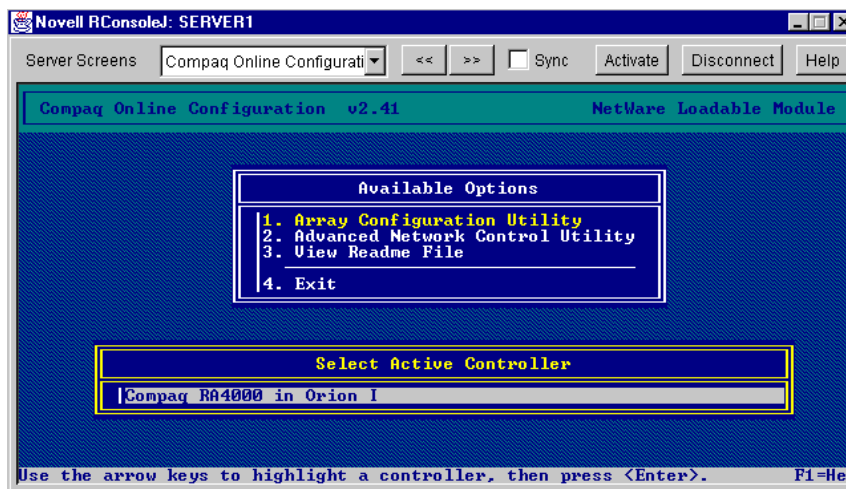 Novell RConsoleJ: SERVER1
Server Screens Compaq Online Configurati << >> Sync Activate Disconnect Help
Compaq Online Configuration v2.41 NetWare Loadable Module
Available Options
1. Array Configuration Utility
2. Advanced Network Control Utility
3. View Readme File
4. Exit
Select Active Controller
Compaq RA4000 in Orion I
Use the arrow keys to highlight a controller, then press <Enter>. F1=He